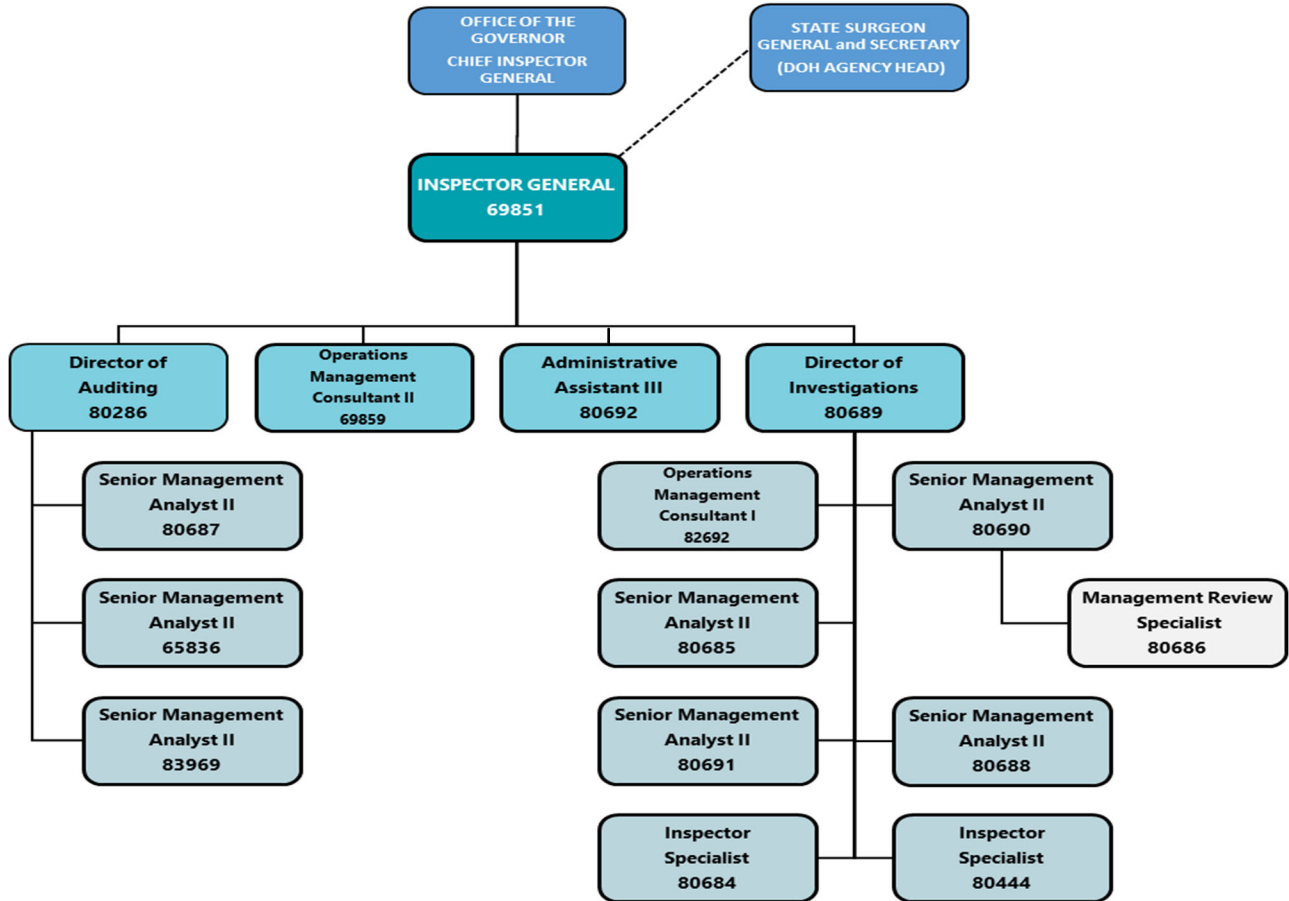 OFFICE OF THE
GOVERNOR
CHIEF INSPECTOR
GENERAL
STATE SURGEON
GENERAL and SECRETARY
(DOH AGENCY HEAD)
INSPECTOR GENERAL
69851
Director of
Auditing
80286
Operations
Management
Consultant II
69859
Administrative
Assistant III
80692
Director of
Investigations
80689
Senior Management
Analyst II
80687
Senior Management
Analyst II
65836
Senior Management
Analyst II
83969
Operations
Management
Consultant I
82692
Senior Management
Analyst II
80690
Senior Management
Analyst II
80685
Management Review
Specialist
80686
Senior Management
Analyst II
80691
Senior Management
Analyst II
80688
Inspector
Specialist
80684
Inspector
Specialist
80444